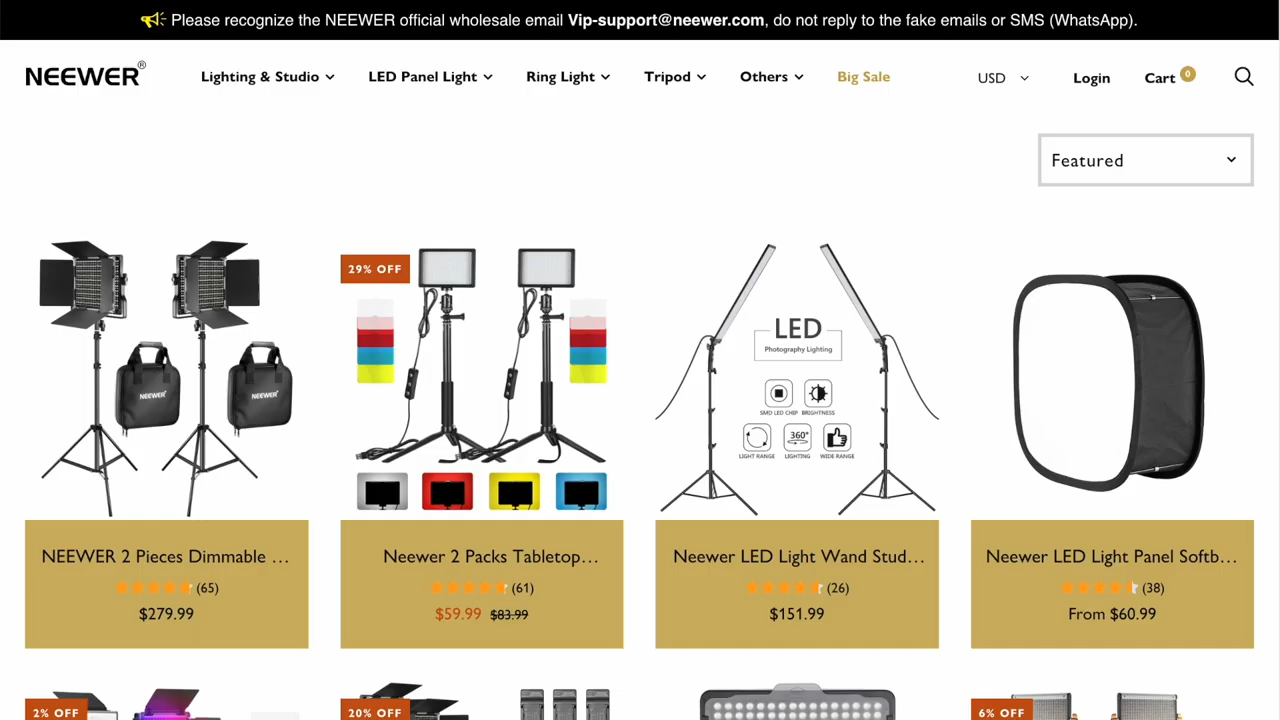 Please recognize the NEEWER official wholesale email Vip-support@neewer.com, do not reply to the fake emails or SMS (WhatsApp).
NEEWER® Lighting & Studio LED Panel Light Ring Light Tripod Others Big Sale USD Login Cart 0
Featured
29% OFF
LED
Photography Lighting
SMD LED CHIP BRIGHTNESS
360°
LIGHT RANGE LIGHTING WIDE RANGE
NEEWER NEEWER
NEEWER 2 Pieces Dimmable ...
(65)
$279.99
Neewer 2 Packs Tabletop...
(61)
$59.99 $83.99
Neewer LED Light Wand Stud...
(26)
$151.99
Neewer LED Light Panel Softb...
(38)
From $60.99
2% OFF
20% OFF
6% OFF